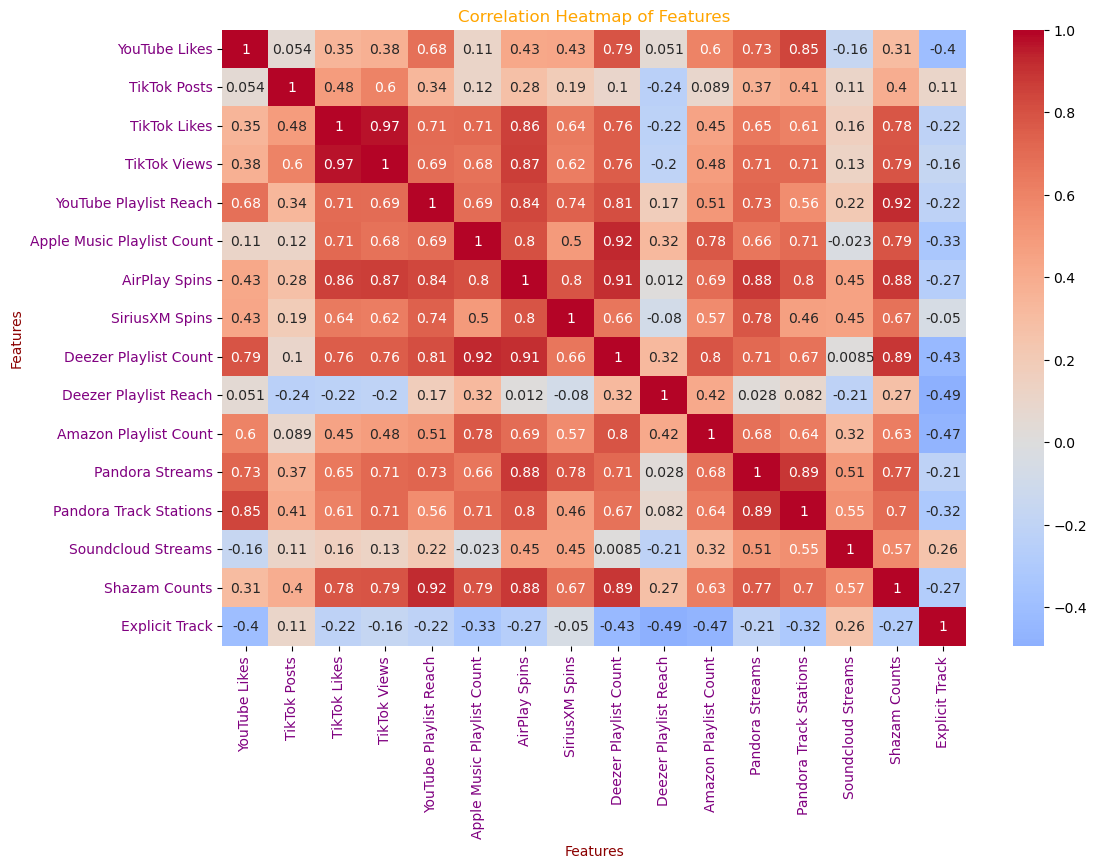 Correlation Heatmap of Features
YouTube Likes 1 0.054 0.35 0.38 0.68 0.11 0.43 0.43 0.79 0.051 0.6 0.73 0.85 -0.16 0.31 -0.4
TikTok Posts 0.054 1 0.48 0.6 0.34 0.12 0.28 0.19 0.1 -0.24 0.089 0.37 0.41 0.11 0.4 0.11
TikTok Likes 0.35 0.48 1 0.97 0.71 0.71 0.86 0.64 0.76 -0.22 0.45 0.65 0.61 0.16 0.78 -0.22
TikTok Views 0.38 0.6 0.97 1 0.69 0.68 0.87 0.62 0.76 -0.2 0.48 0.71 0.71 0.13 0.79 -0.16
YouTube Playlist Reach 0.68 0.34 0.71 0.69 1 0.69 0.84 0.74 0.81 0.17 0.51 0.73 0.56 0.22 0.92 -0.22
Apple Music Playlist Count 0.11 0.12 0.71 0.68 0.69 1 0.8 0.5 0.92 0.32 0.78 0.66 0.71 -0.023 0.79 -0.33
AirPlay Spins 0.43 0.28 0.86 0.87 0.84 0.8 1 0.8 0.91 0.012 0.69 0.88 0.8 0.45 0.88 -0.27
SiriusXM Spins 0.43 0.19 0.64 0.62 0.74 0.5 0.8 1 0.66 -0.08 0.57 0.78 0.46 0.45 0.67 -0.05
Deezer Playlist Count 0.79 0.1 0.76 0.76 0.81 0.92 0.91 0.66 1 0.32 0.8 0.71 0.67 0.0085 0.89 -0.43
Deezer Playlist Reach 0.051 -0.24 -0.22 -0.2 0.17 0.32 0.012 -0.08 0.32 1 0.42 0.028 0.082 -0.21 0.27 -0.49
Amazon Playlist Count 0.6 0.089 0.45 0.48 0.51 0.78 0.69 0.57 0.8 0.42 1 0.68 0.64 0.32 0.63 -0.47
Pandora Streams 0.73 0.37 0.65 0.71 0.73 0.66 0.88 0.78 0.71 0.028 0.68 1 0.89 0.51 0.77 -0.21
Pandora Track Stations 0.85 0.41 0.61 0.71 0.56 0.71 0.8 0.46 0.67 0.082 0.64 0.89 1 0.55 0.7 -0.32
Soundcloud Streams -0.16 0.11 0.16 0.13 0.22 -0.023 0.45 0.45 0.0085 -0.21 0.32 0.51 0.55 1 0.57 0.26
Shazam Counts 0.31 0.4 0.78 0.79 0.92 0.79 0.88 0.67 0.89 0.27 0.63 0.77 0.7 0.57 1 -0.27
Explicit Track -0.4 0.11 -0.22 -0.16 -0.22 -0.33 -0.27 -0.05 -0.43 -0.49 -0.47 -0.21 -0.32 0.26 -0.27 1
Features
YouTube Likes
TikTok Posts
TikTok Likes
TikTok Views
YouTube Playlist Reach
Apple Music Playlist Count
AirPlay Spins
SiriusXM Spins
Deezer Playlist Count
Deezer Playlist Reach
Amazon Playlist Count
Pandora Streams
Pandora Track Stations
Soundcloud Streams
Shazam Counts
Explicit Track
Features
1.0
0.8
0.6
0.4
0.2
0.0
−0.2
−0.4